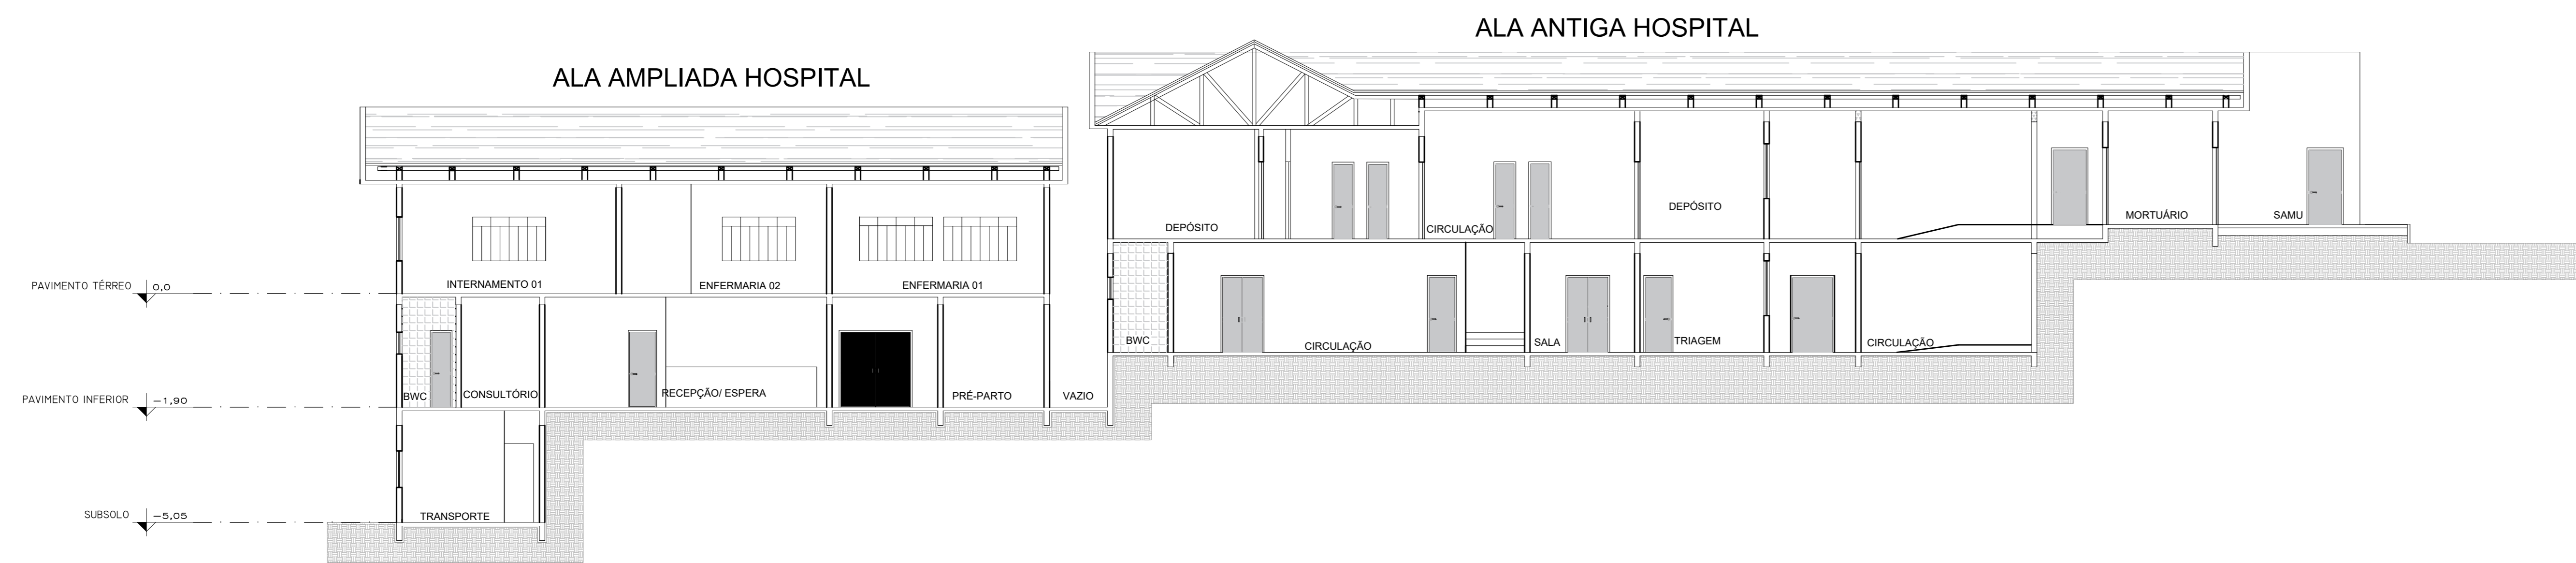 ALA ANTIGA HOSPITAL
ALA AMPLIADA HOSPITAL
DEPÓSITO
CIRCULAÇÃO
DEPÓSITO
MORTUÁRIO
SAMU
PAVIMENTO TÉRREO 0,0
INTERNAMENTO 01
ENFERMARIA 02
ENFERMARIA 01
BWC
CIRCULAÇÃO
SALA
TRIAGEM
CIRCULAÇÃO
PAVIMENTO INFERIOR -1,90
BWC
CONSULTÓRIO
RECEPÇÃO/ ESPERA
PRÉ-PARTO
VAZIO
SUBSOLO -5,05
TRANSPORTE